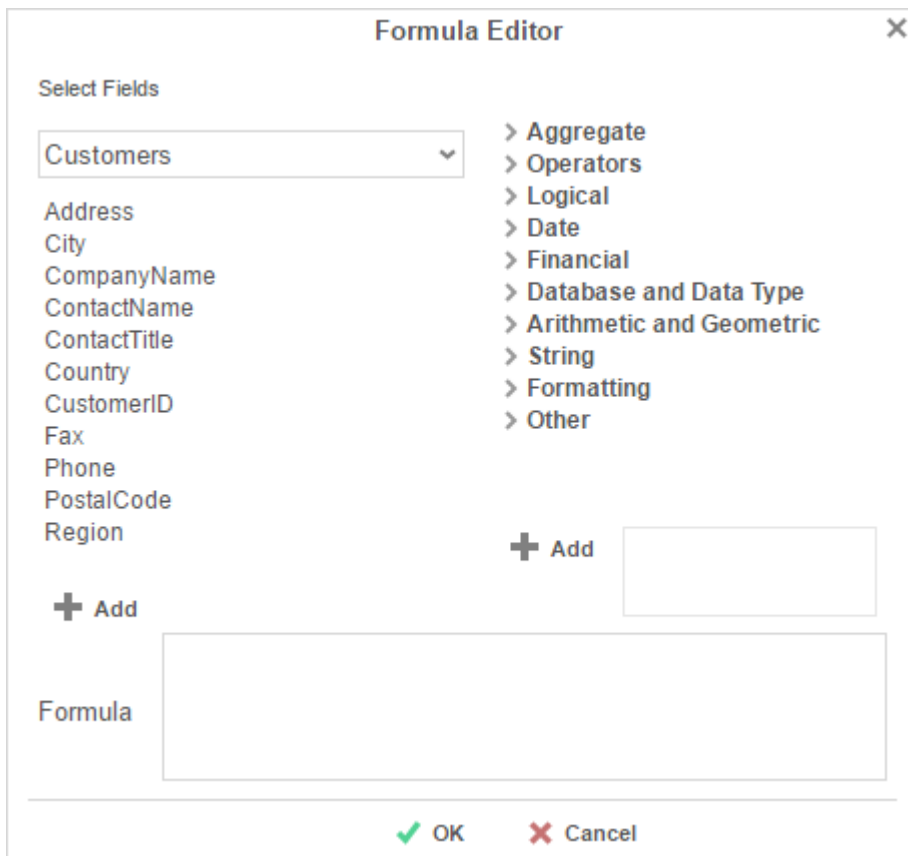 Formula Editor
Select Fields
Customers
Address
City
CompanyName
ContactName
ContactTitle
Country
CustomerID
Fax
Phone
PostalCode
Region
Add
Aggregate
Operators
Logical
Date
Financial
Database and Data Type
Arithmetic and Geometric
String
Formatting
Other
Add
Formula
OK
Cancel